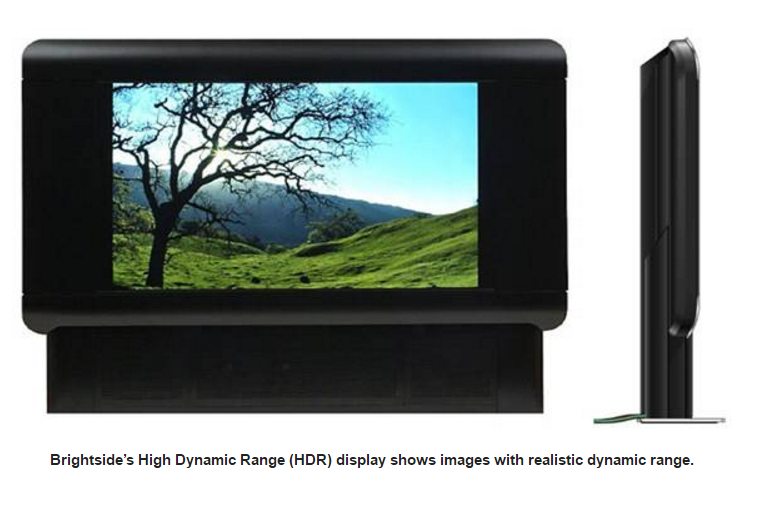 Brightside’s High Dynamic Range (HDR) display shows images with realistic dynamic range.